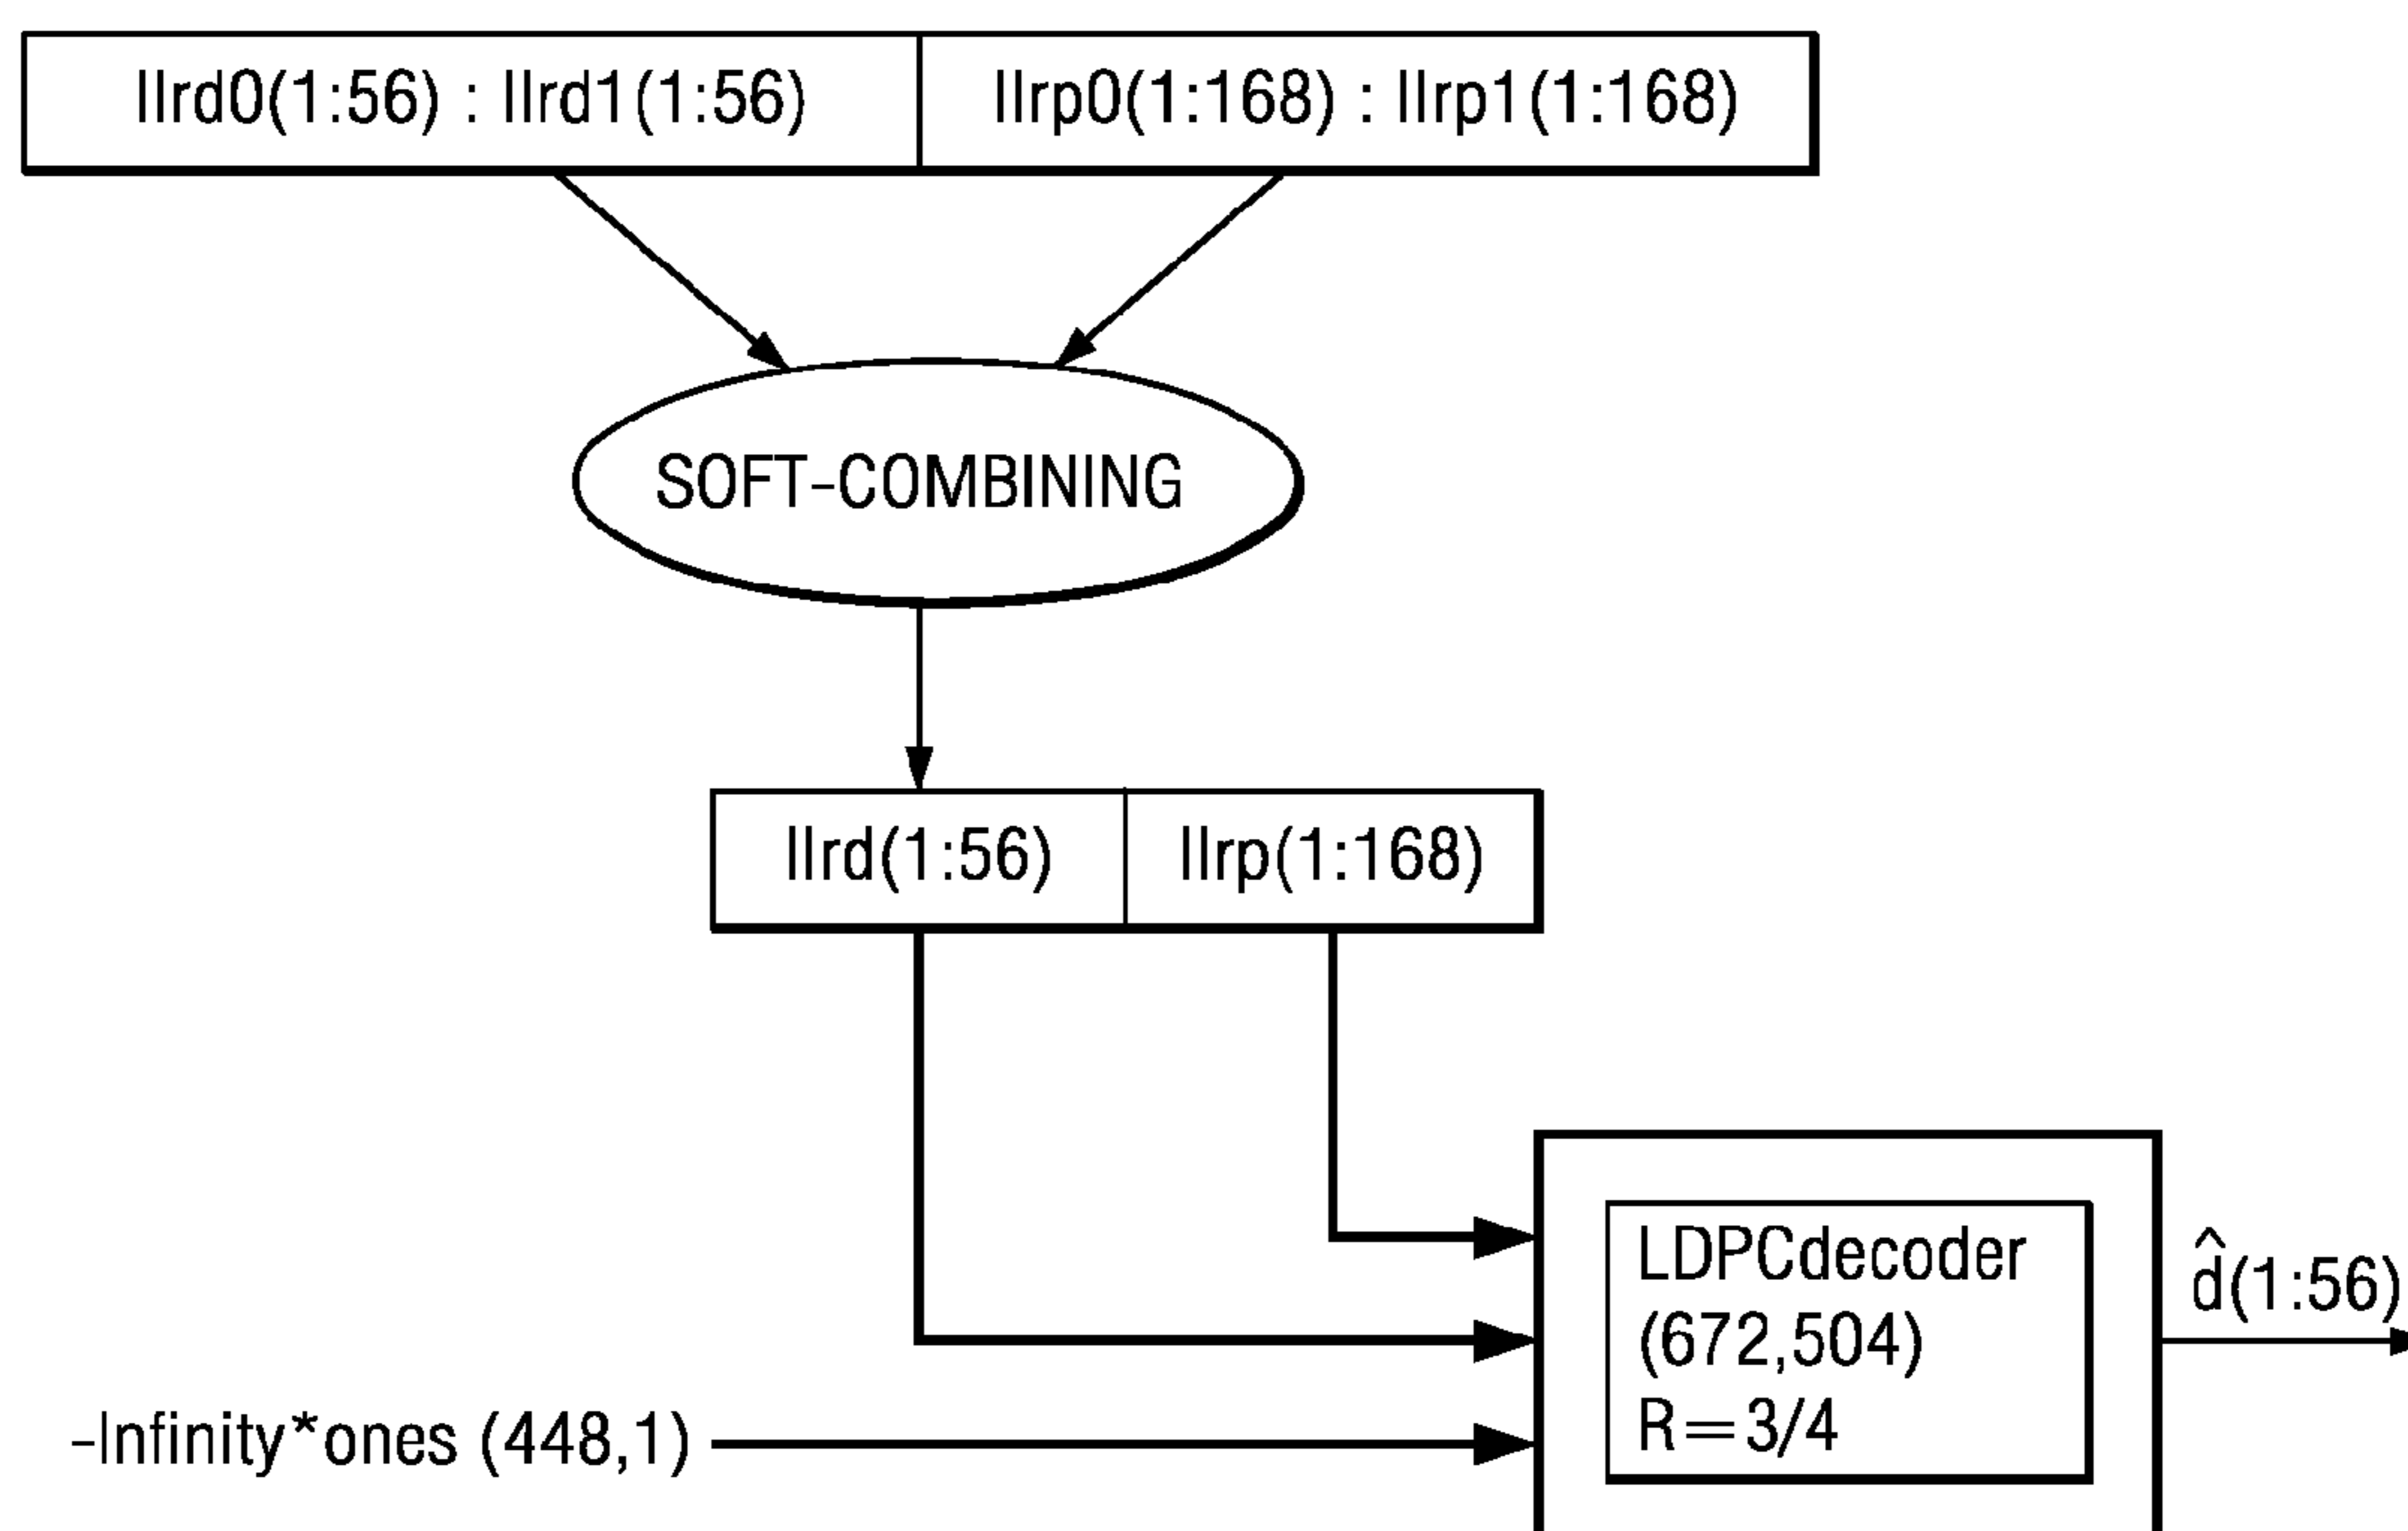 llrd0(1:56) : llrd1(1:56)
llrp0(1:168) : llrp1(1:168)
SOFT-COMBINING
llrd(1:56)
llrp(1:168)
LDPCdecoder
(672,504)
R=3/4
d̂(1:56)
-Infinity*ones (448,1)